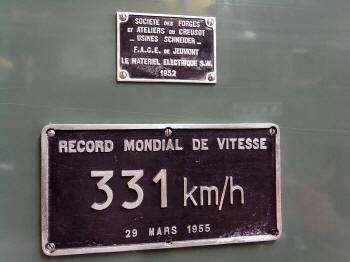 SOCIETE DES FORGES
ET ATELIERS DU CREUSOT
- USINES SCHNEIDER -
F.A.C.E. DE JEUMONT
LE MATERIEL ELECTRIQUE S.W.
1952
RECORD MONDIAL DE VITESSE
331 km/h
29 MARS 1955